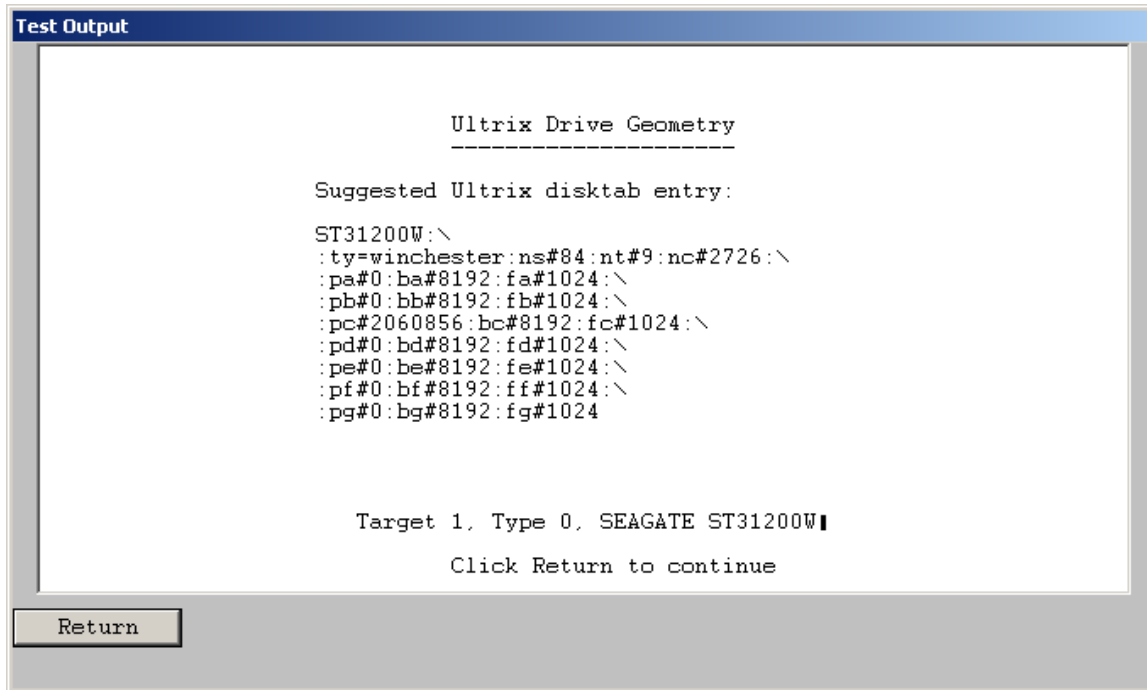 Test Output
Ultrix Drive Geometry
---------------------
Suggested Ultrix disktab entry:
ST31200W:\
:ty=winchester:ns#84:nt#9:nc#2726:\
:pa#0:ba#8192:fa#1024:\
:pb#0:bb#8192:fb#1024:\
:pc#2060856:bc#8192:fc#1024:\
:pd#0:bd#8192:fd#1024:\
:pe#0:be#8192:fe#1024:\
:pf#0:bf#8192:ff#1024:\
:pg#0:bg#8192:fg#1024
Target 1, Type 0, SEAGATE ST31200W
Click Return to continue
Return